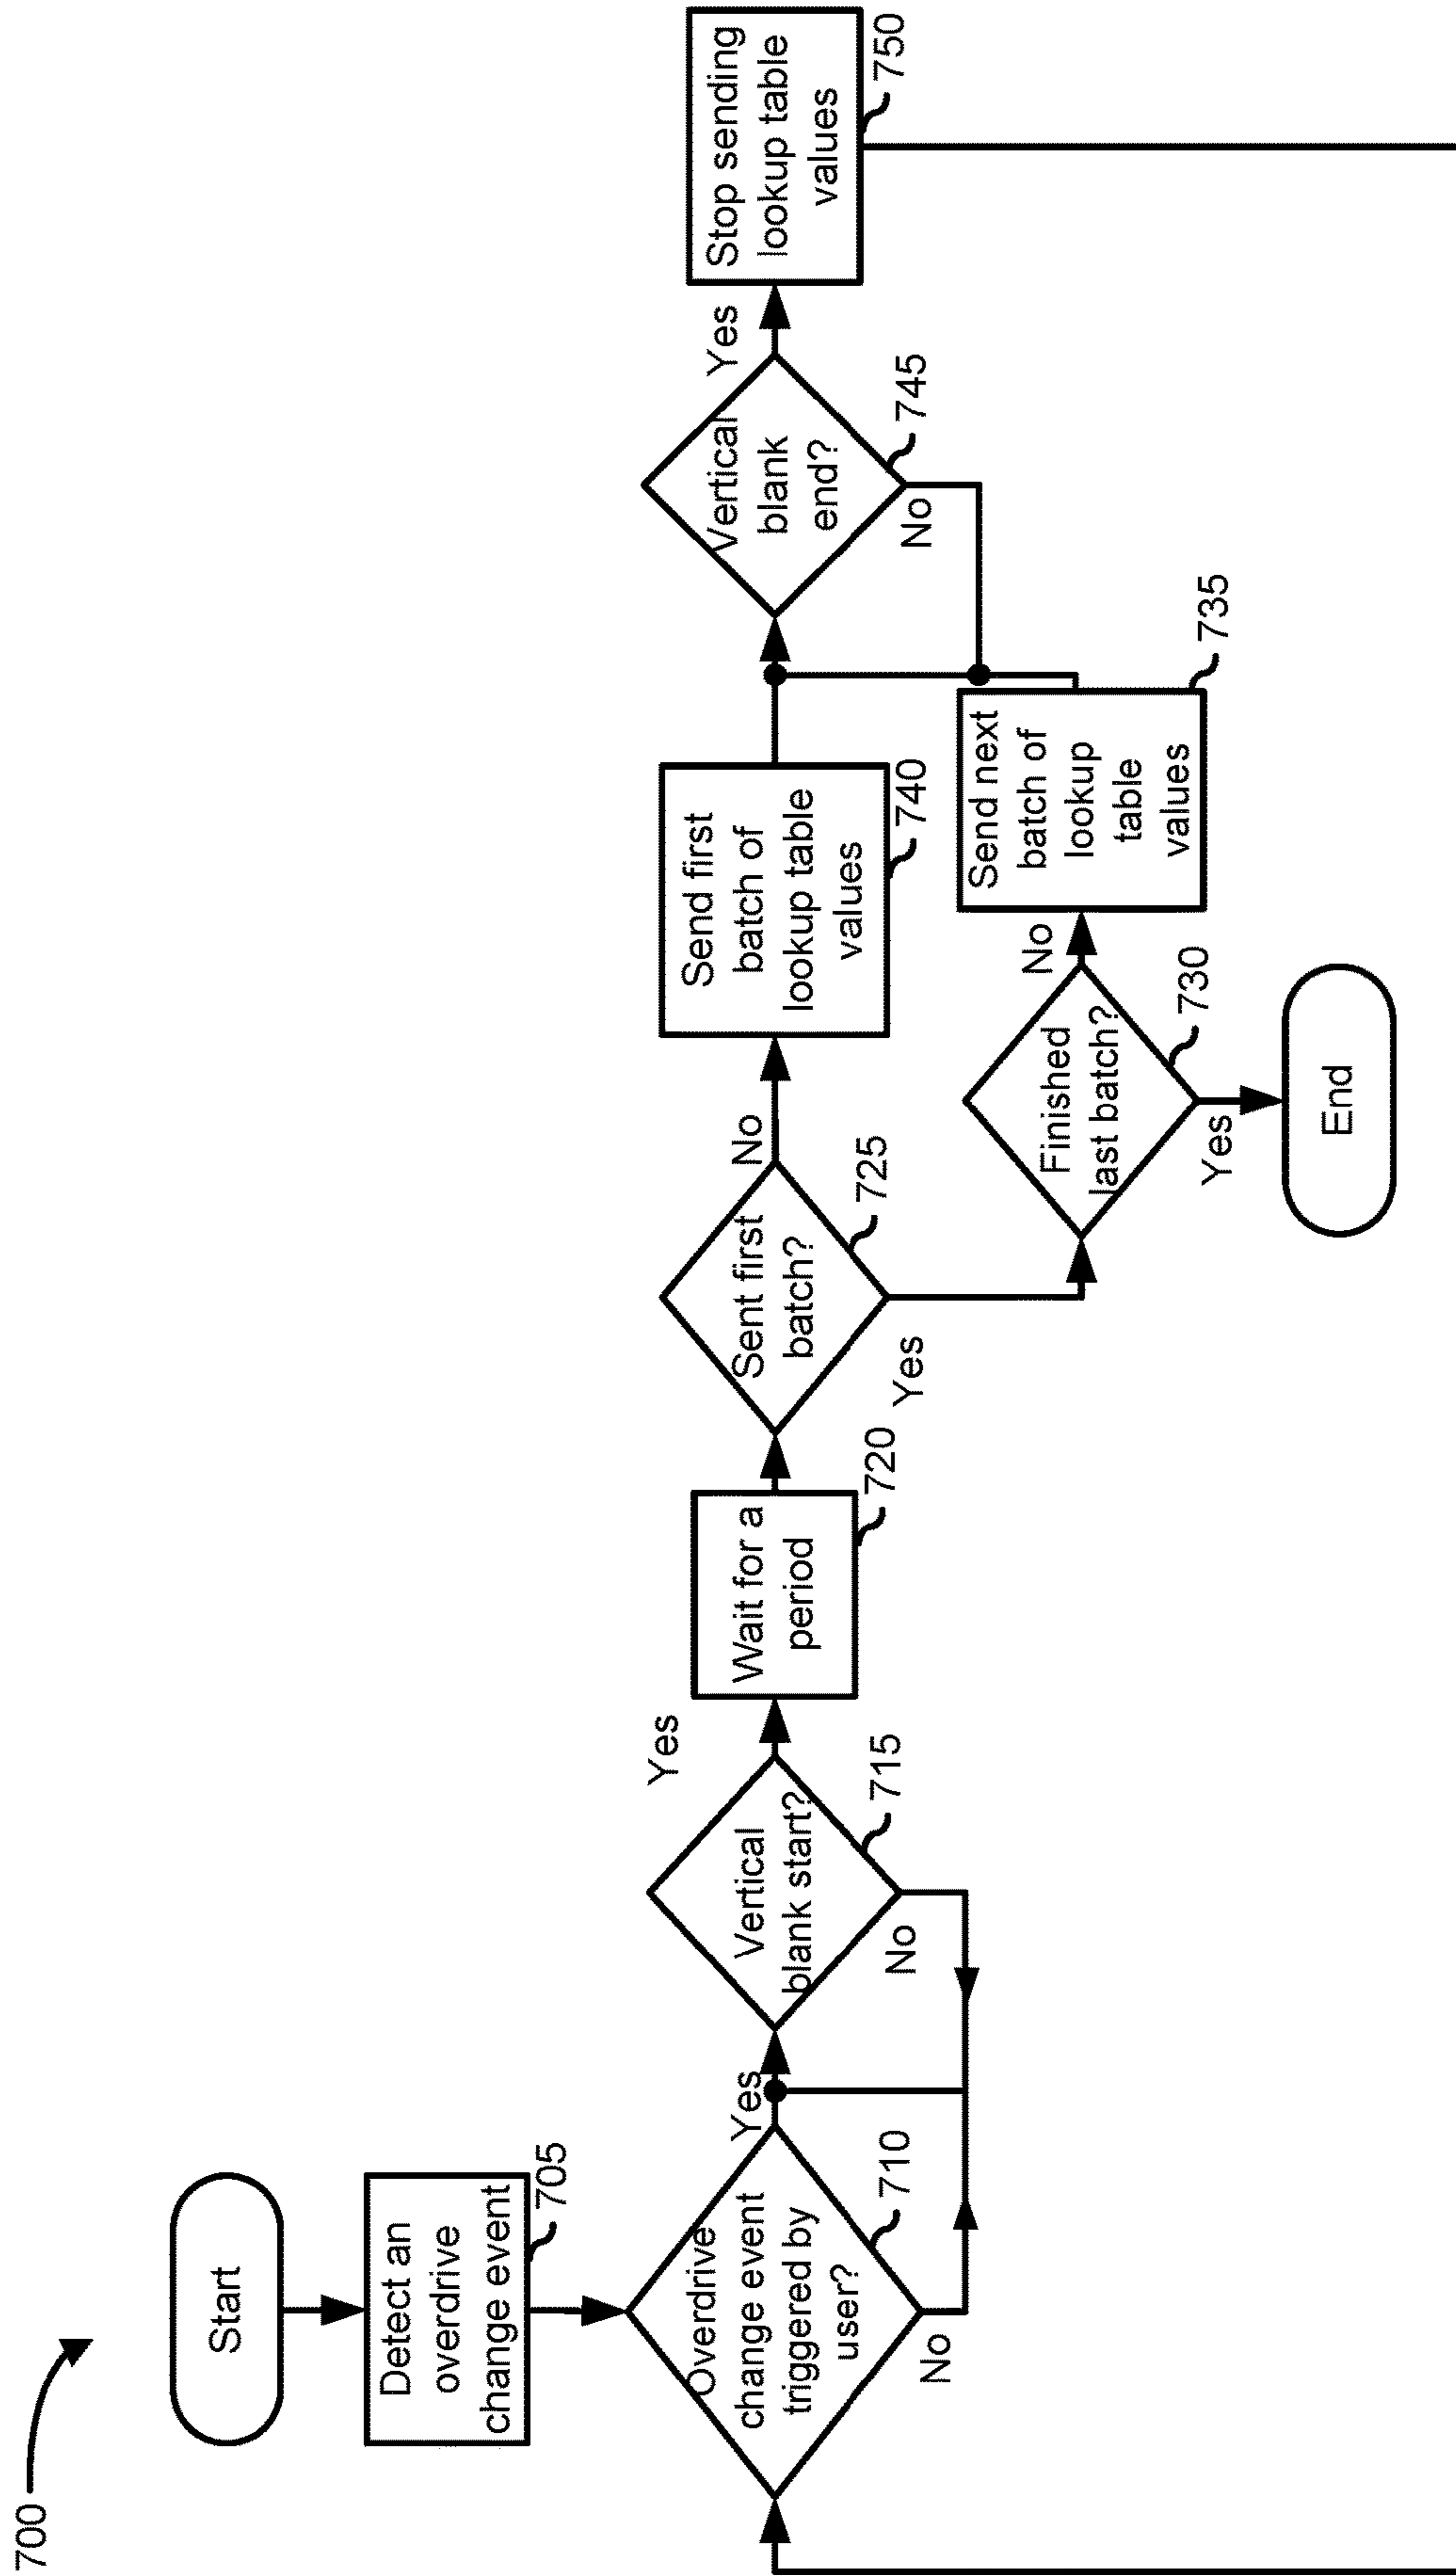 700
Start
Detect an
overdrive
change event
705
Overdrive
change event
triggered by
user?
710
Yes
No
Vertical
blank start?
715
Yes
No
Wait for a
period
720
Sent first
batch?
725
No
Yes
Send first
batch of
lookup table
values
740
Finished
last batch?
730
No
Yes
End
Send next
batch of
lookup
table
values
735
Vertical
blank
end?
745
Yes
No
Stop sending
lookup table
values
750